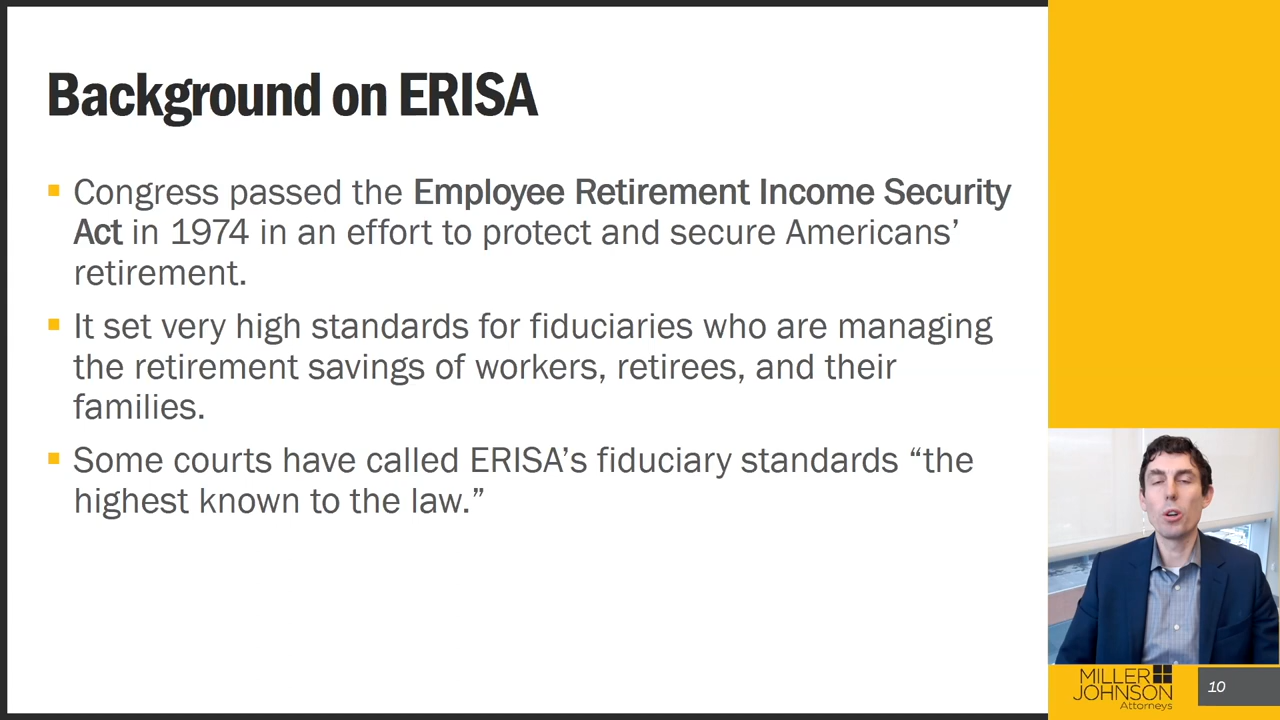 Background on ERISA
Congress passed the Employee Retirement Income Security
Act in 1974 in an effort to protect and secure Americans’
retirement.
It set very high standards for fiduciaries who are managing
the retirement savings of workers, retirees, and their
families.
Some courts have called ERISA’s fiduciary standards “the
highest known to the law.”
MILLER
JOHNSON
Attorneys
10